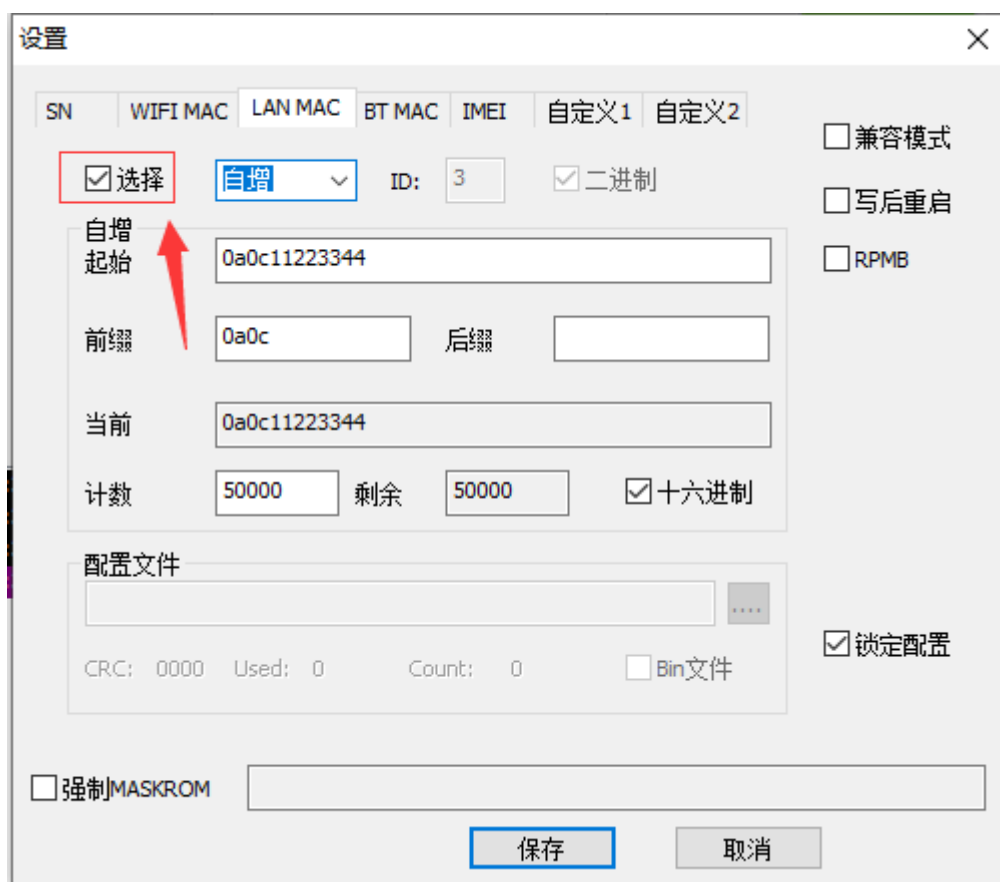 设置
SN WIFI MAC LAN MAC BT MAC IMEI 自定义1 自定义2
兼容模式
选择 自增 ID: 3 二进制
写后重启
自增
起始 0a0c11223344
RPMB
前缀 0a0c 后缀
当前 0a0c11223344
计数 50000 剩余 50000 十六进制
配置文件
....
锁定配置
CRC: 0000 Used: 0 Count: 0 Bin文件
强制MASKROM
保存 取消